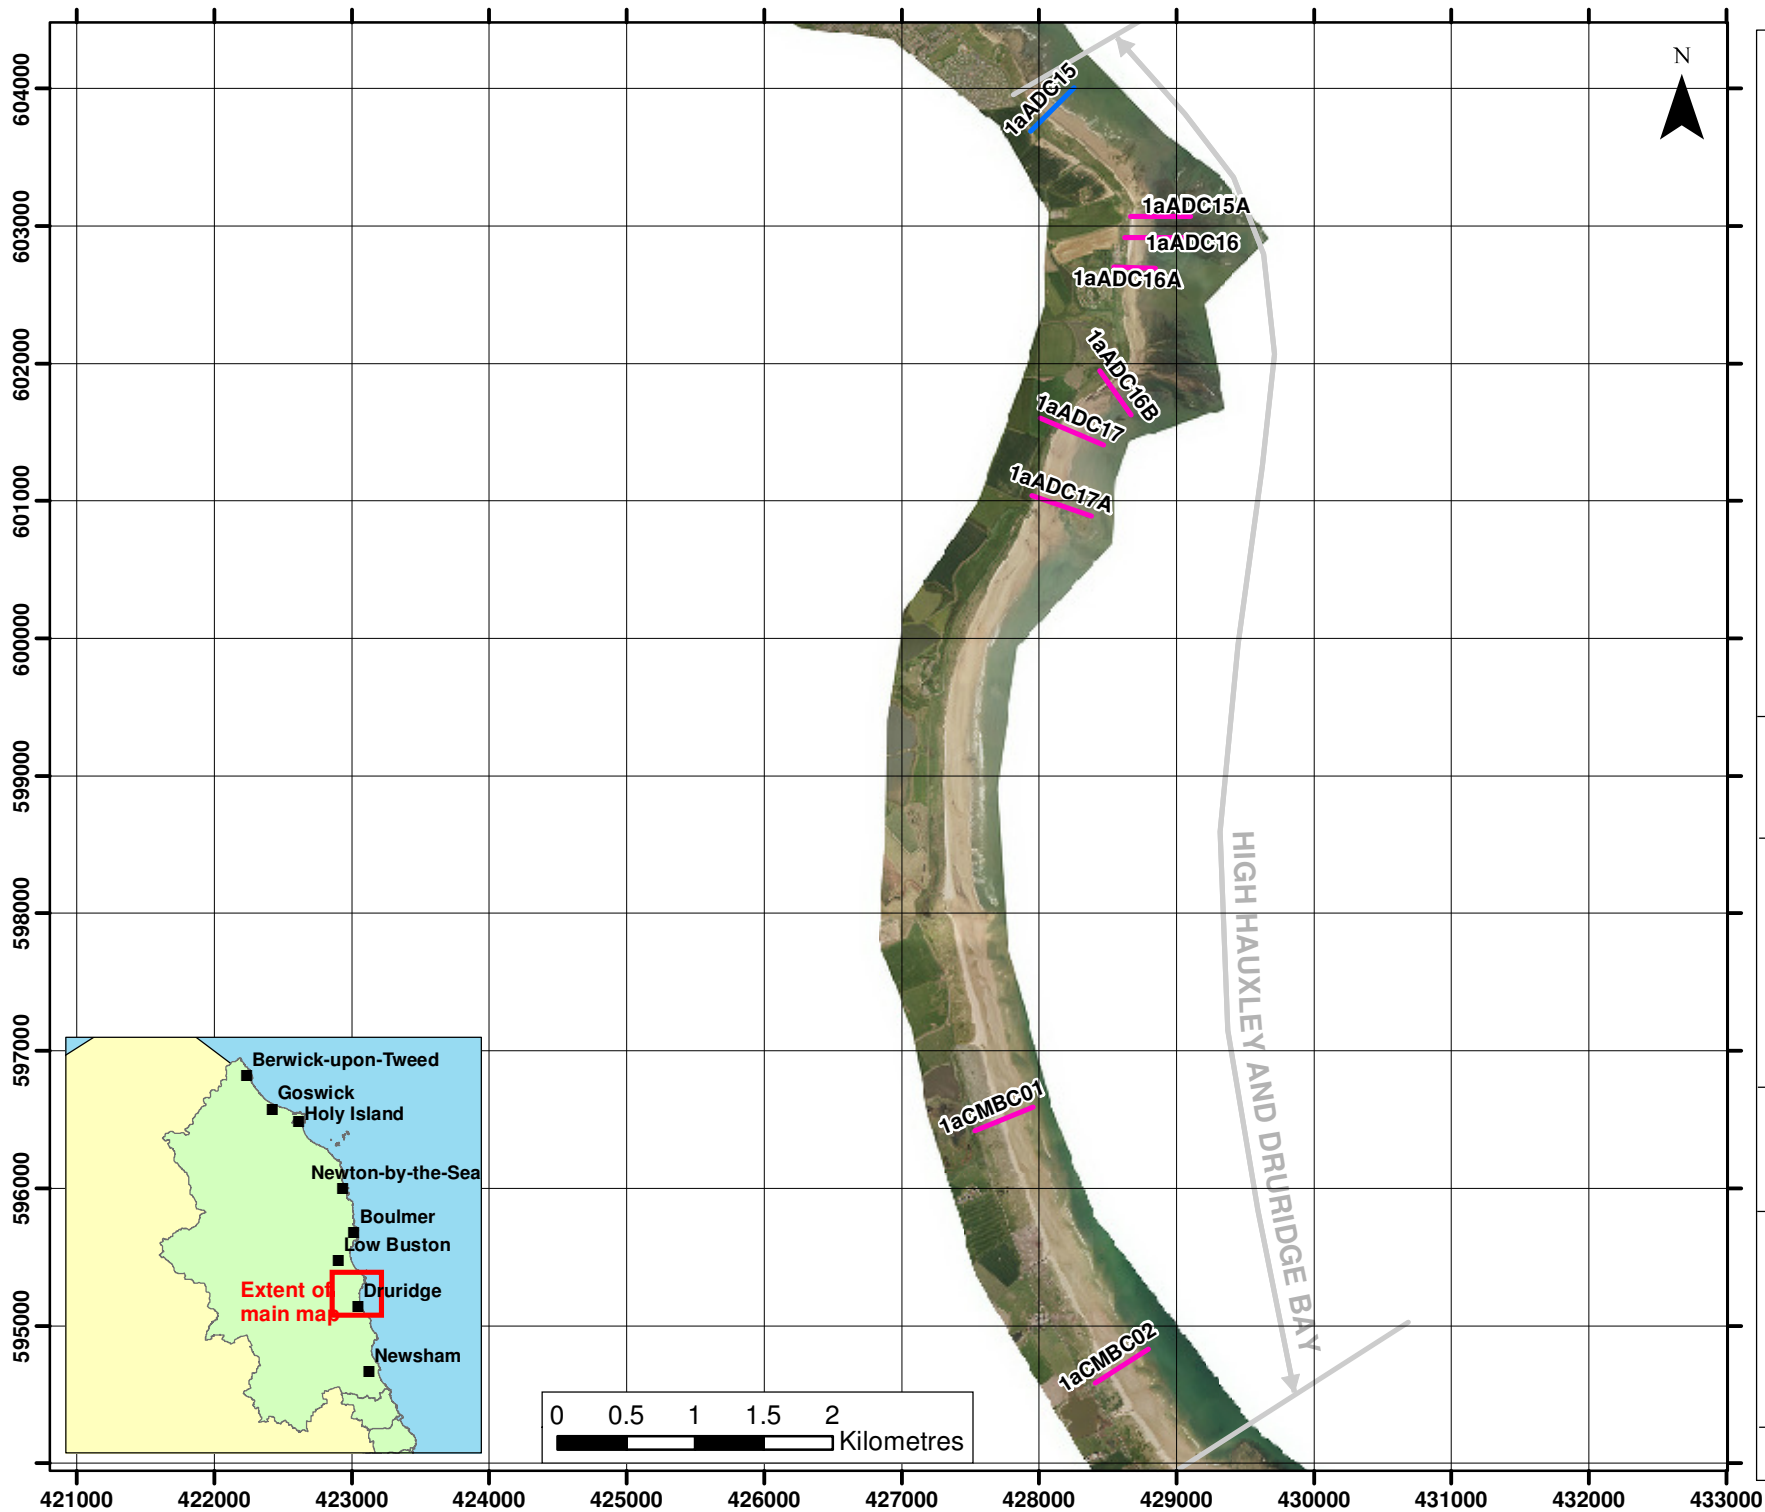 604000
603000
602000
601000
600000
599000
598000
597000
596000
595000
N
1aADC15
1aADC15A
1aADC16
1aADC16A
1aADC16B
1aADC17
1aADC17A
1aCMBC01
1aCMBC02
HIGH HAUXLEY AND DRURIDGE BAY
Berwick-upon-Tweed
Goswick
Holy Island
Newton-by-the-Sea
Boulmer
Low Buston
Extent of
main map
Druridge
Newsham
0 0.5 1 1.5 2
Kilometres
421000 422000 423000 424000 425000 426000 427000 428000 429000 430000 431000 432000 433000